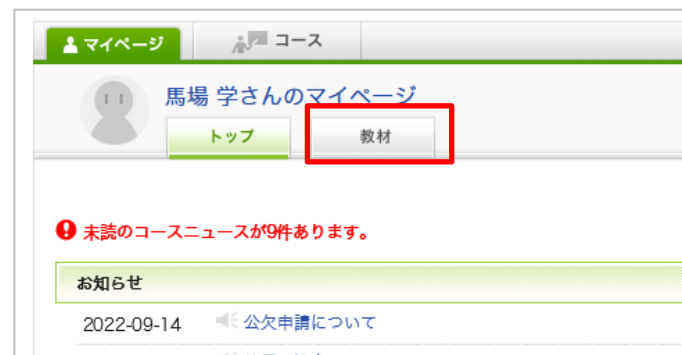 マイページ コース
馬場 学さんのマイページ
トップ 教材
未読のコースニュースが9件あります。
お知らせ
2022-09-14 公欠申請について